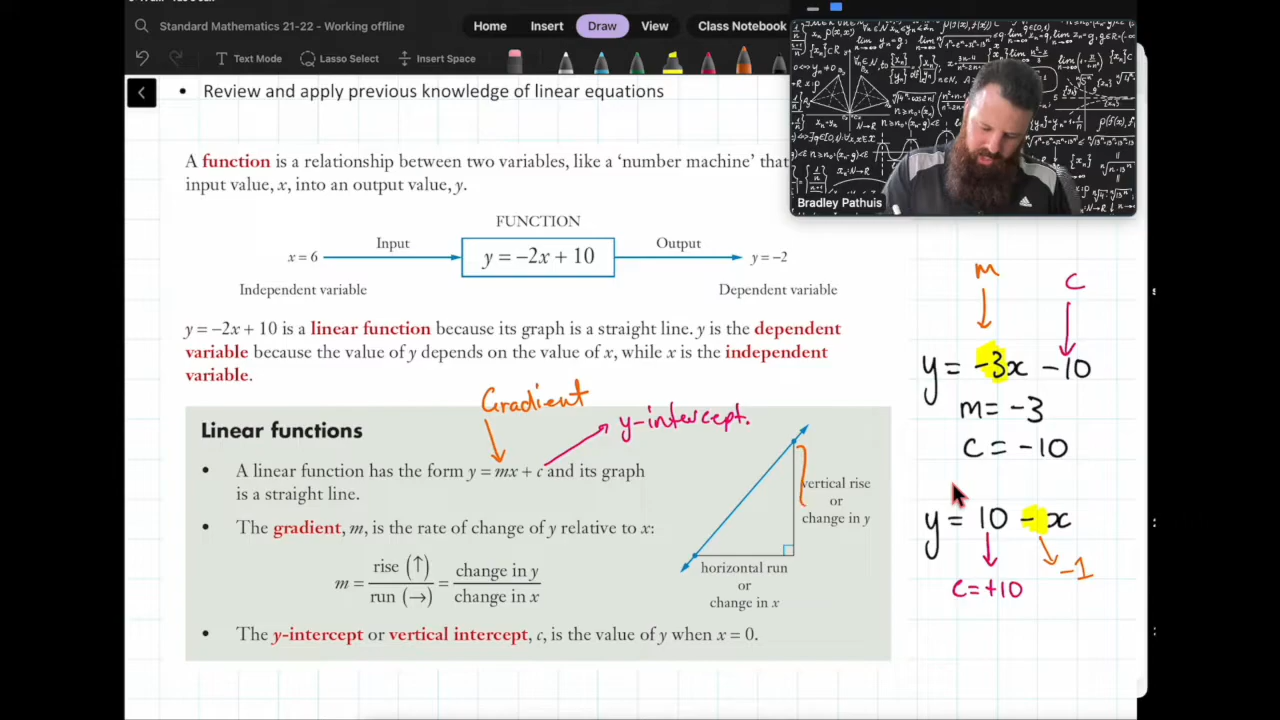 Standard Mathematics 21-22 - Working offline
Home Insert Draw View Class Notebook
Text Mode Lasso Select Insert Space
• Review and apply previous knowledge of linear equations
A function is a relationship between two variables, like a ‘number machine’ that
input value, x, into an output value, y.
FUNCTION
x = 6 Input y = –2x + 10 Output y = –2
Independent variable Dependent variable
y = –2x + 10 is a linear function because its graph is a straight line. y is the dependent
variable because the value of y depends on the value of x, while x is the independent
variable.
Gradient
y-intercept.
Linear functions
• A linear function has the form y = mx + c and its graph
is a straight line.
• The gradient, m, is the rate of change of y relative to x:
m = rise (↑) / run (→) = change in y / change in x
• The y-intercept or vertical intercept, c, is the value of y when x = 0.
vertical rise
or
change in y
horizontal run
or
change in x
Bradley Pathuis
m
c
y = -3x -10
m = -3
c = -10
y = 10 - x
c = +10
-1